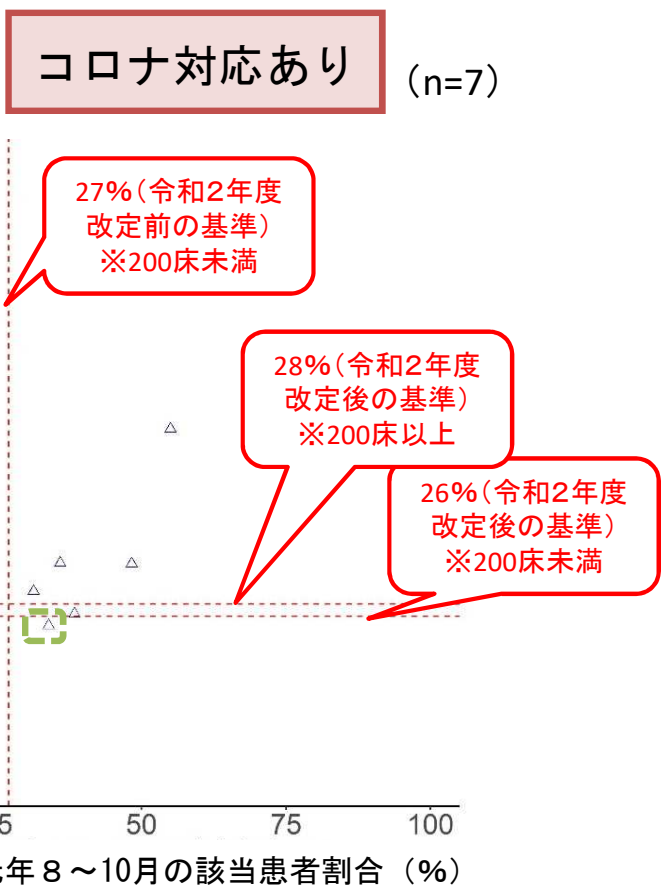 コロナ対応あり
（n=7）
27％（令和２年度
改定前の基準）
※200床未満
28％（令和２年度
改定後の基準）
※200床以上
26％（令和２年度
改定後の基準）
※200床未満
5 50 75 100
年８～10月の該当患者割合（％）